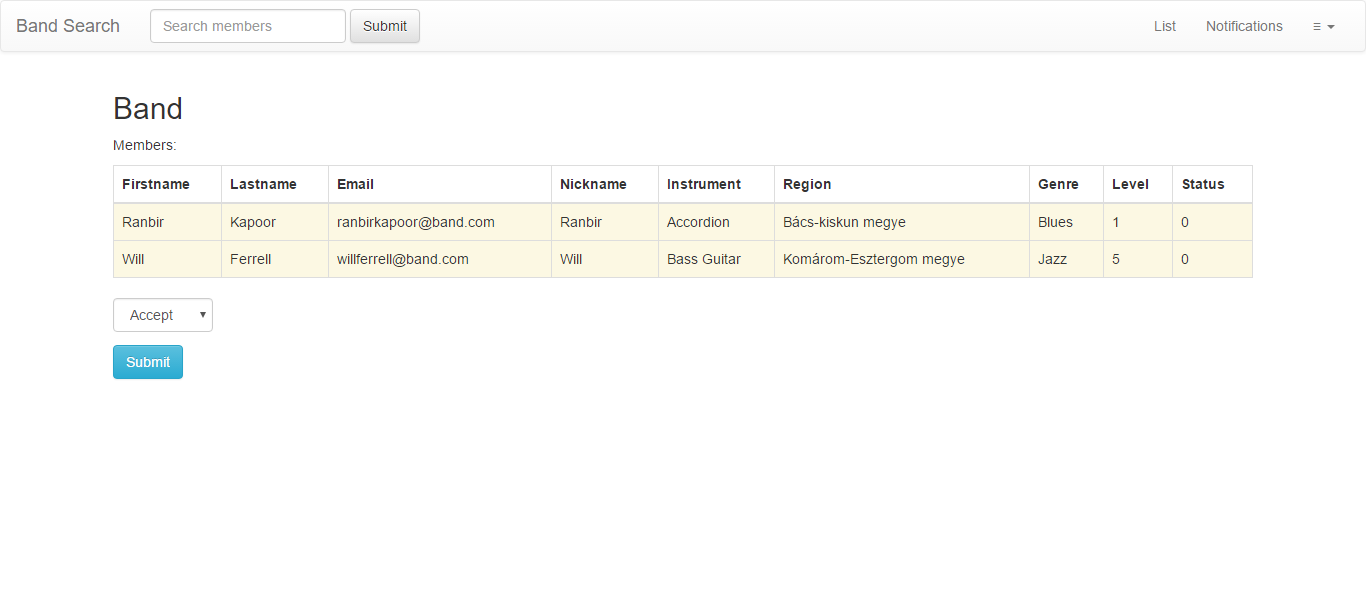 Band Search Search members Submit List Notifications ≡
Band
Members:
Firstname Lastname Email Nickname Instrument Region Genre Level Status
Ranbir Kapoor ranbirkapoor@band.com Ranbir Accordion Bács-kiskun megye Blues 1 0
Will Ferrell willferrell@band.com Will Bass Guitar Komárom-Esztergom megye Jazz 5 0
Accept
Submit